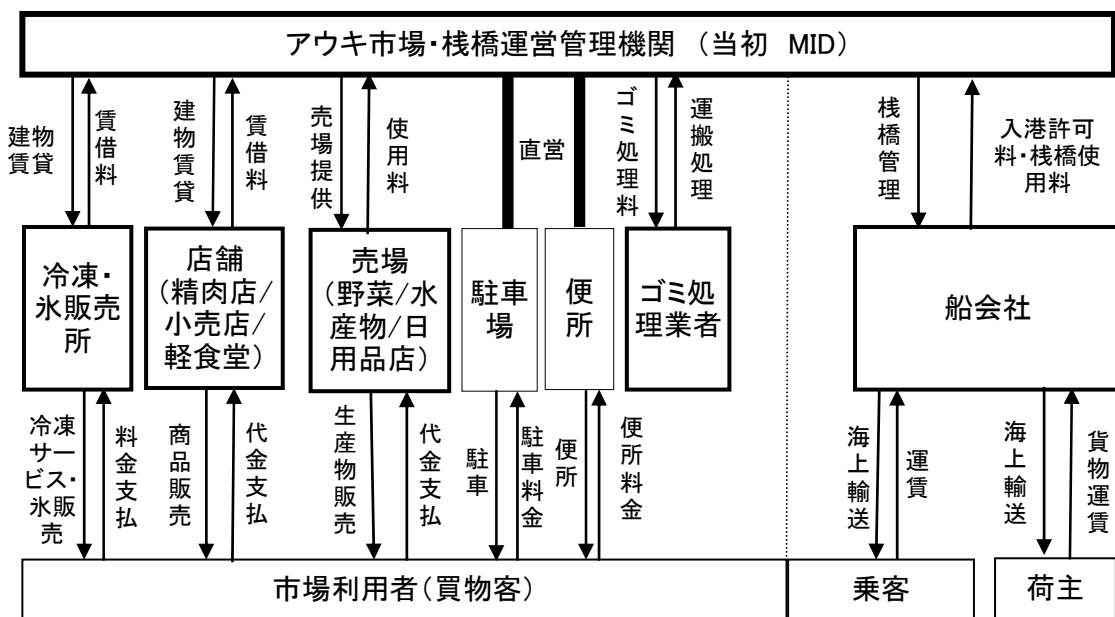 アウキ市場・桟橋運営管理機関 (当初 MID)
建物
賃貸
賃借料
建物賃貸
賃借料
売場提供
使用料
直営
ゴミ処理料
運搬処理
桟橋管理
入港許可
料・桟橋使
用料
冷凍・
氷販売
所
店舗
(精肉店/
小売店/
軽食堂)
売場
(野菜/水
産物/日
用品店)
駐車
場
便
所
ゴミ処
理業者
船会社
冷凍
サー
ビス・
氷販
売
料金支払
商品販売
代金支払
生産物販売
代金支払
駐車
駐車料金
便所
便所料金
海上輸送
運賃
海上輸送
貨物運賃
市場利用者(買物客)
乗客
荷主